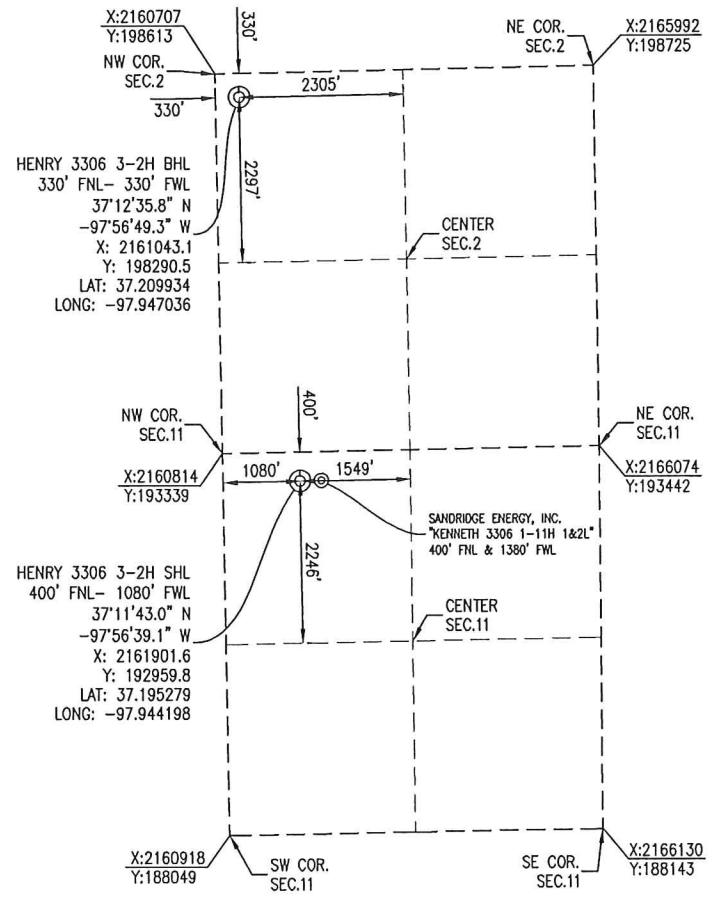 X:2160707
Y:198613
330'
NE COR.
SEC.2
X:2165992
Y:198725
NW COR.
SEC.2
330'
2305'
HENRY 3306 3-2H BHL
330' FNL- 330' FWL
37°12'35.8" N
-97°56'49.3" W
X: 2161043.1
Y: 198290.5
LAT: 37.209934
LONG: -97.947036
2297'
CENTER
SEC.2
400'
NW COR.
SEC.11
X:2160814
Y:193339
NE COR.
SEC.11
X:2166074
Y:193442
1080'
1549'
SANDRIDGE ENERGY, INC.
"KENNETH 3306 1-11H 1&2L"
400' FNL & 1380' FWL
2246'
HENRY 3306 3-2H SHL
400' FNL- 1080' FWL
37°11'43.0" N
-97°56'39.1" W
X: 2161901.6
Y: 192959.8
LAT: 37.195279
LONG: -97.944198
CENTER
SEC.11
X:2160918
Y:188049
SW COR.
SEC.11
SE COR.
SEC.11
X:2166130
Y:188143